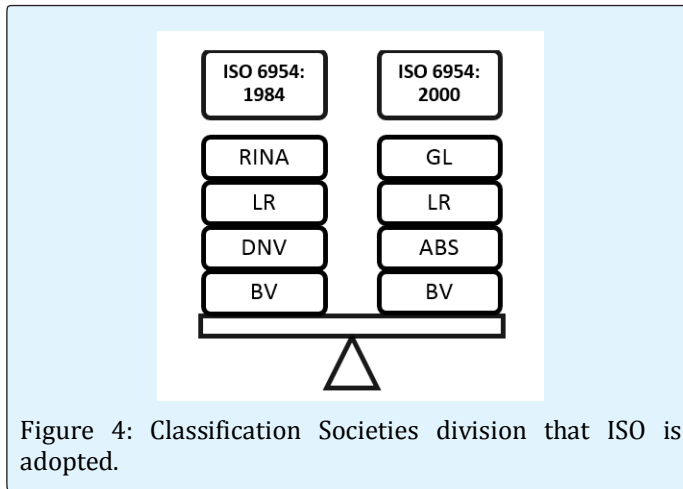 ISO 6954:
1984
ISO 6954:
2000
RINA
GL
LR
LR
DNV
ABS
BV
BV
Figure 4: Classification Societies division that ISO is
adopted.